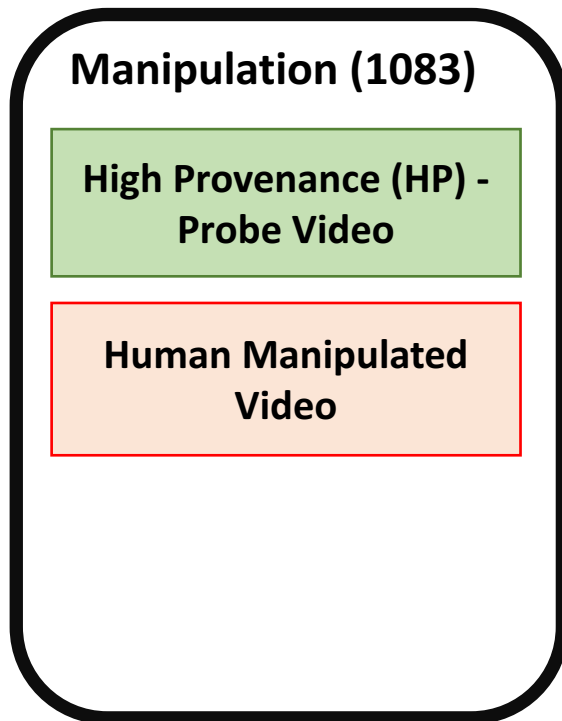 Manipulation (1083)
High Provenance (HP) -
Probe Video
Human Manipulated
Video